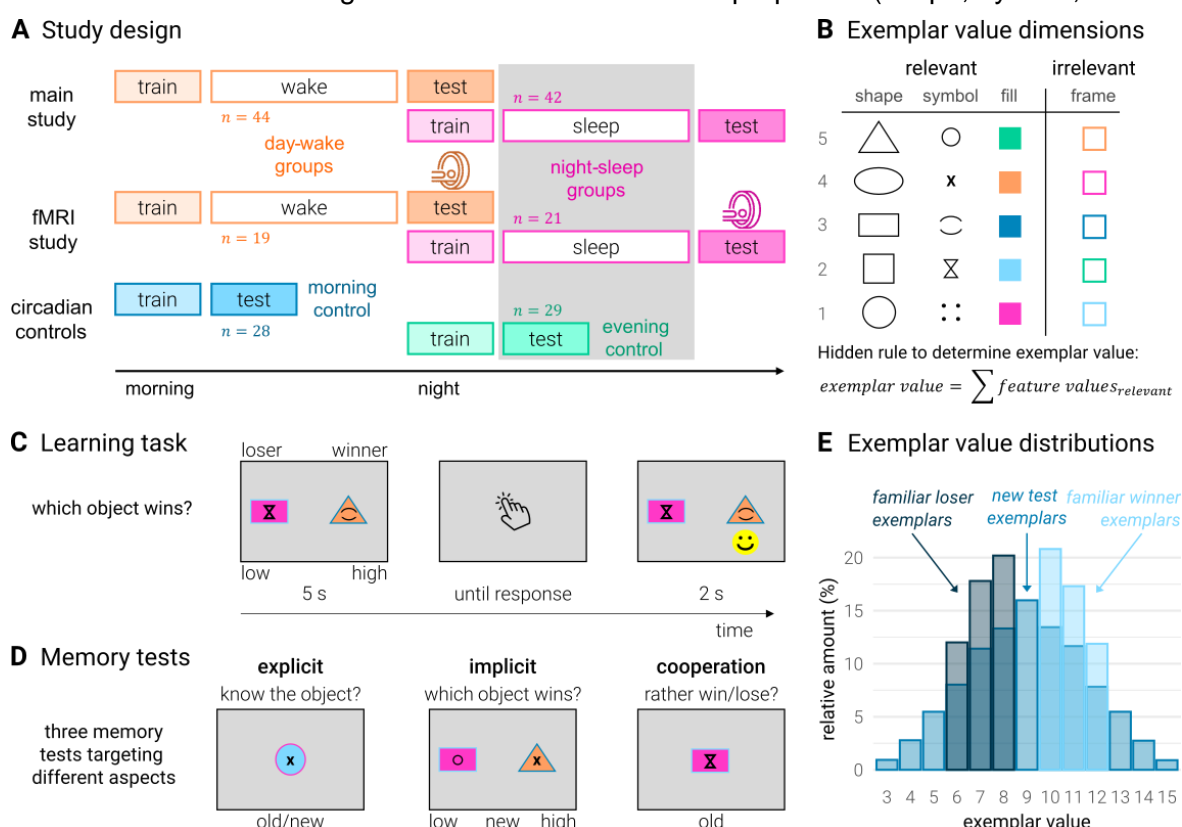 A Study design
main study
train
wake
test
n = 44
n = 42
train
sleep
test
day-wake groups
night-sleep groups
fMRI study
train
wake
test
n = 19
n = 21
train
sleep
test
circadian controls
train
test
morning control
n = 28
n = 29
train
test
evening control
morning
night
B Exemplar value dimensions
relevant irrelevant
shape symbol fill frame
5
4 x
3
2
1
Hidden rule to determine exemplar value:
exemplar value = ∑ feature values relevant
C Learning task
which object wins?
loser winner
low high
5 s
until response
2 s
time
D Memory tests
three memory
tests targeting
different aspects
explicit
know the object?
x
old/new
implicit
which object wins?
x
low new high
cooperation
rather win/lose?
old
E Exemplar value distributions
familiar loser exemplars
new test exemplars
familiar winner exemplars
relative amount (%)
20
15
10
5
0
3 4 5 6 7 8 9 10 11 12 13 14 15
exemplar value